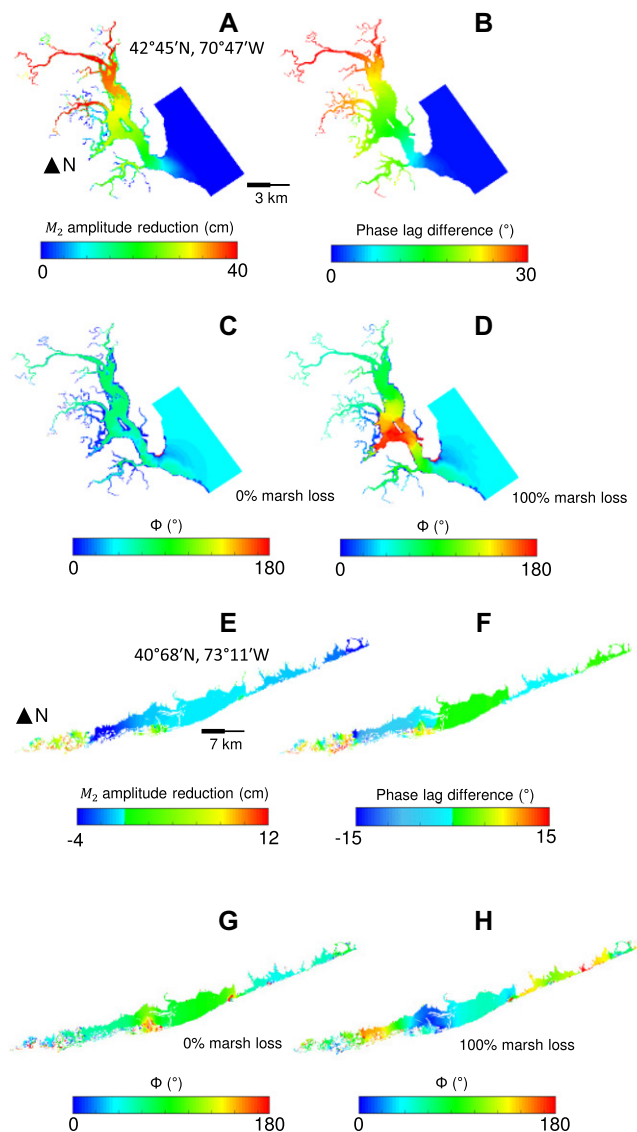 A
B
42°45′N, 70°47′W
▲N
3 km
M₂ amplitude reduction (cm)
0 40
Phase lag difference (°)
0 30
C
D
0% marsh loss
100% marsh loss
Φ (°)
0 180
Φ (°)
0 180
E
F
40°68′N, 73°11′W
▲N
7 km
M₂ amplitude reduction (cm)
-4 12
Phase lag difference (°)
-15 15
G
H
0% marsh loss
100% marsh loss
Φ (°)
0 180
Φ (°)
0 180